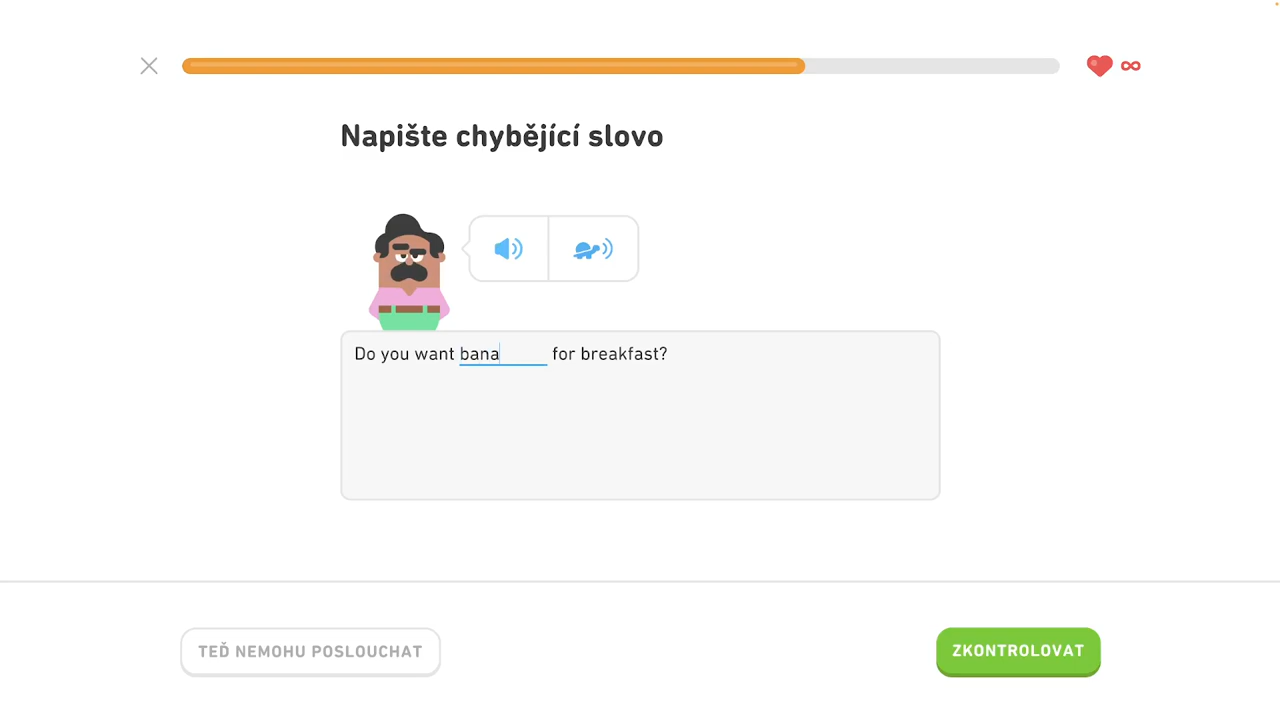 Napište chybějící slovo
Do you want bana for breakfast?
TEĎ NEMOHU POSLOUCHAT
ZKONTROLOVAT